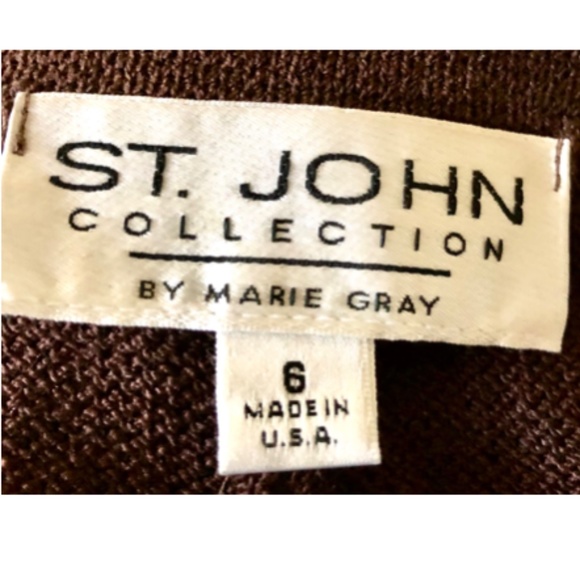 ST. JOHN
COLLECTION
BY MARIE GRAY
6
MADE IN
U.S.A.